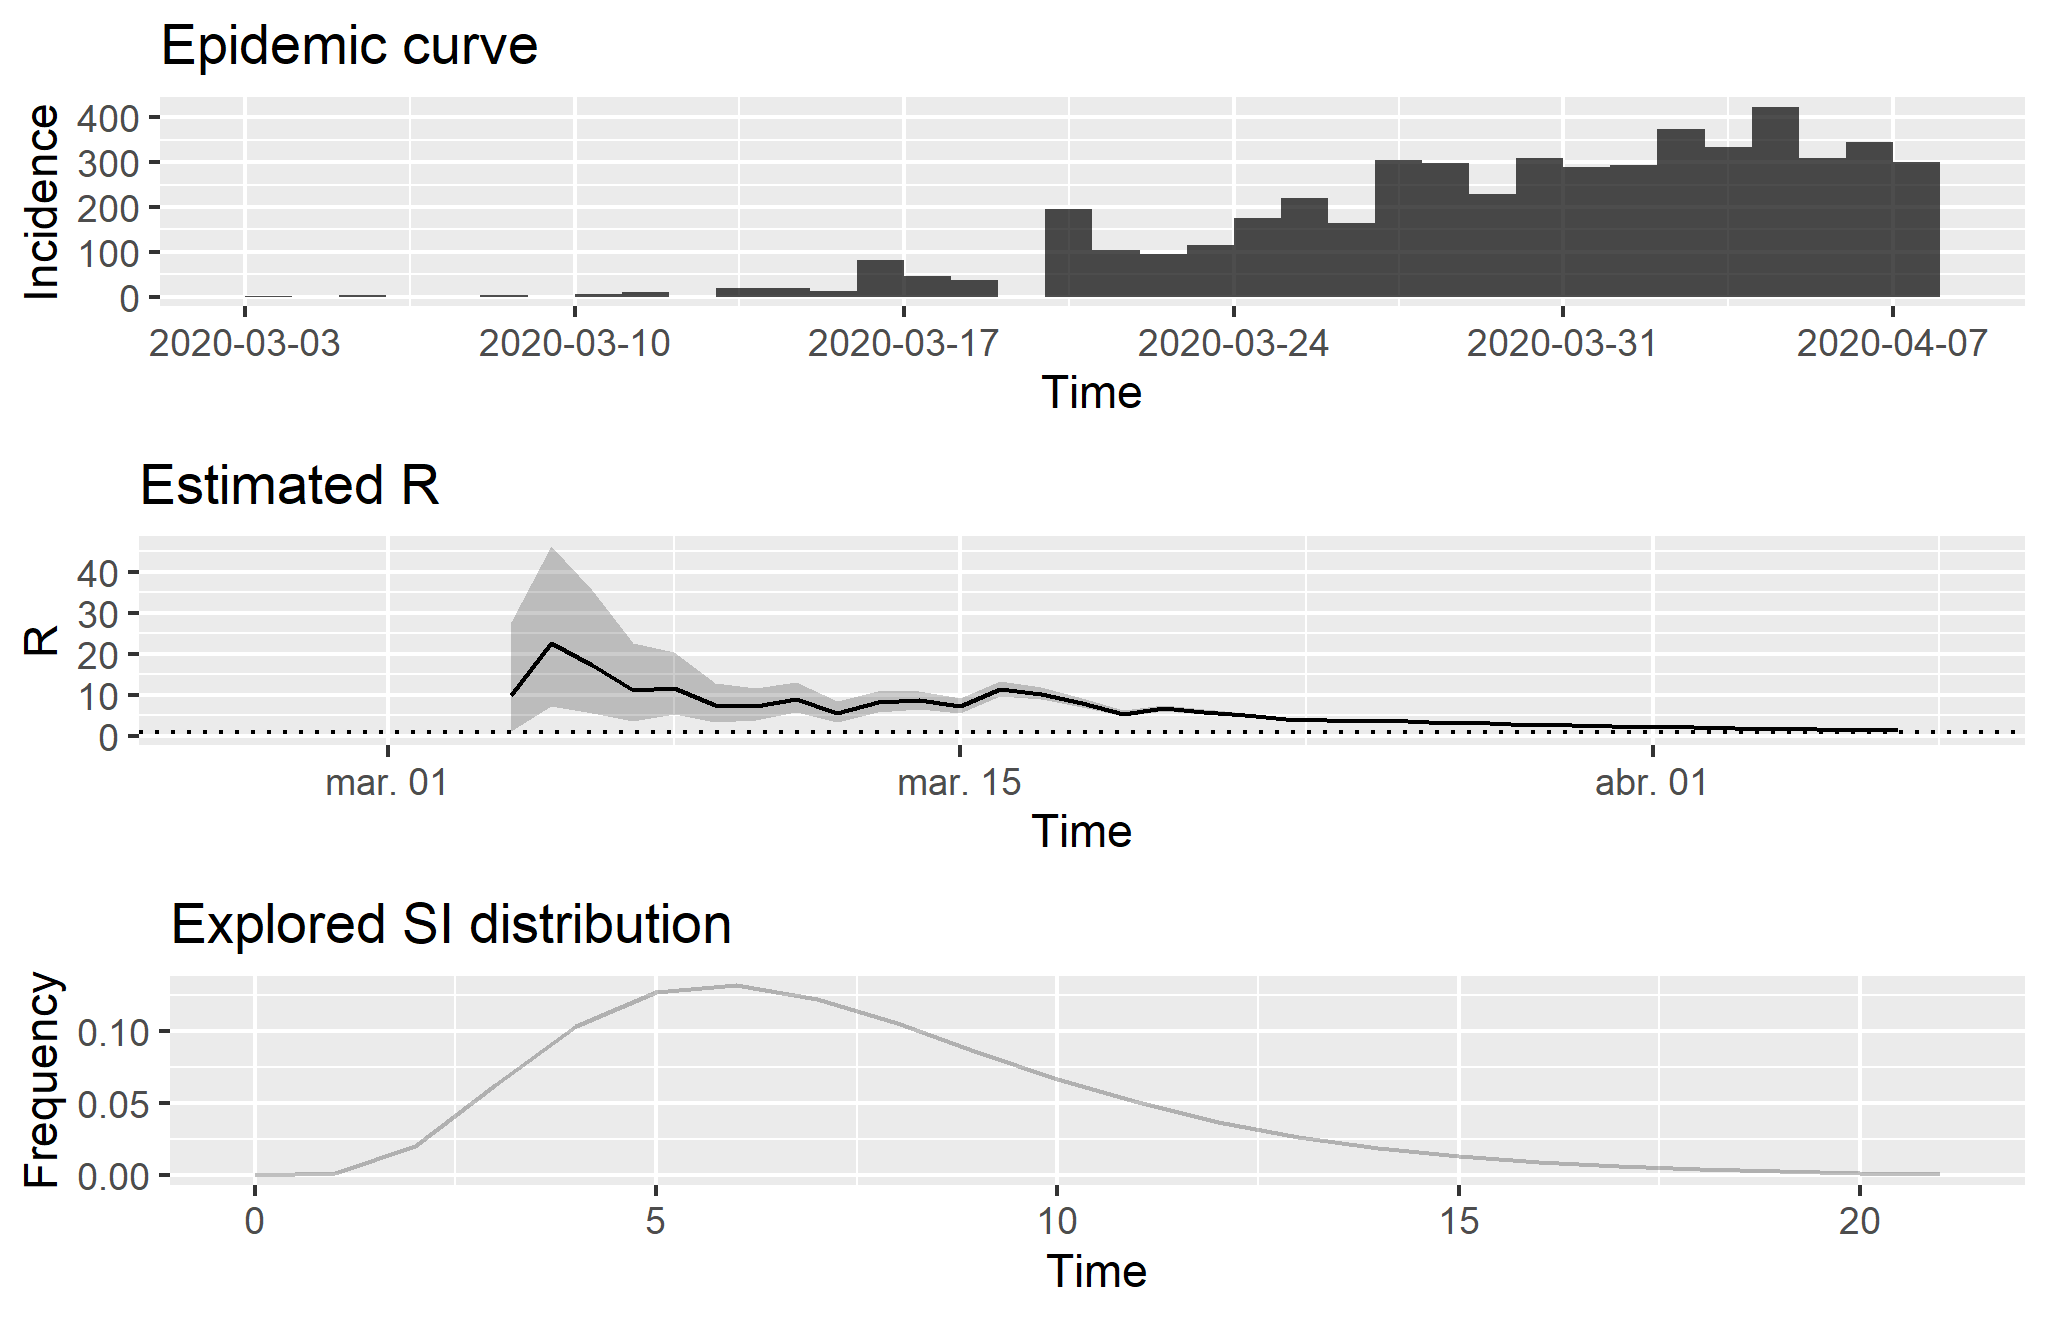 Epidemic curve
Incidence
400
300
200
100
0
2020-03-03 2020-03-10 2020-03-17 2020-03-24 2020-03-31 2020-04-07
Time
Estimated R
R
40
30
20
10
0
mar. 01 mar. 15 abr. 01
Time
Explored SI distribution
Frequency
0.10
0.05
0.00
0 5 10 15 20
Time